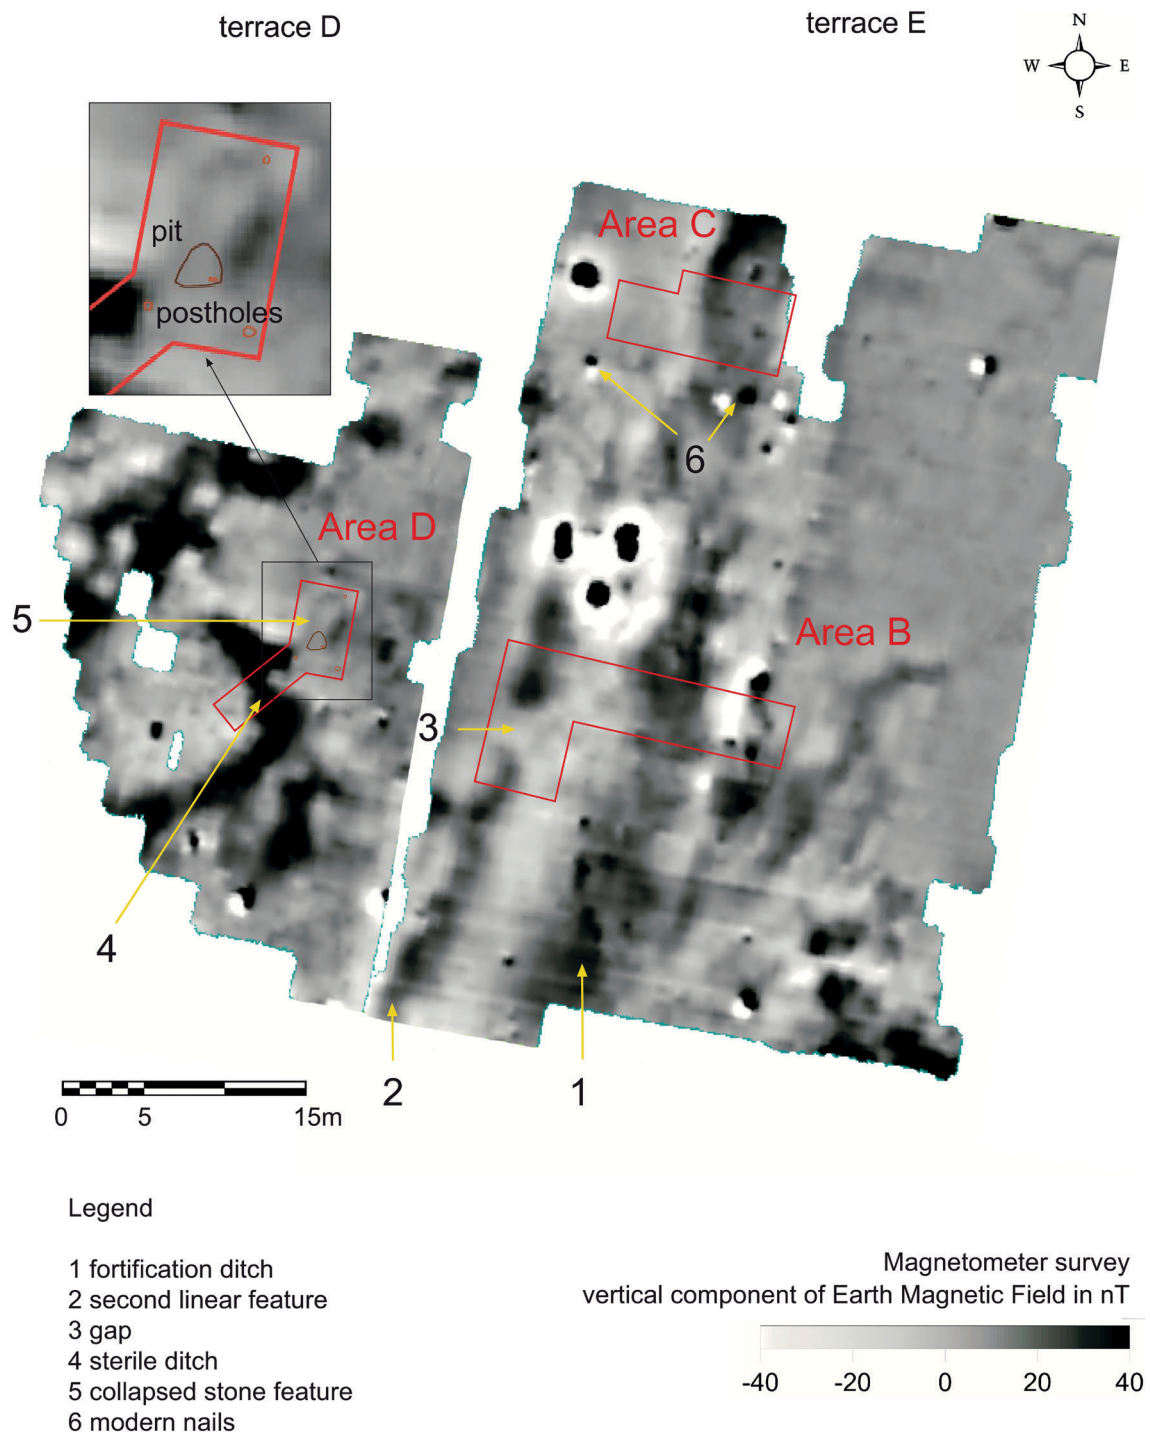 terrace D
terrace E
N
W E
S
Area C
pit
postholes
6
Area D
5
Area B
3
4
2
1
0 5 15m
Legend
1 fortification ditch
2 second linear feature
3 gap
4 sterile ditch
5 collapsed stone feature
6 modern nails
Magnetometer survey
vertical component of Earth Magnetic Field in nT
-40 -20 0 20 40